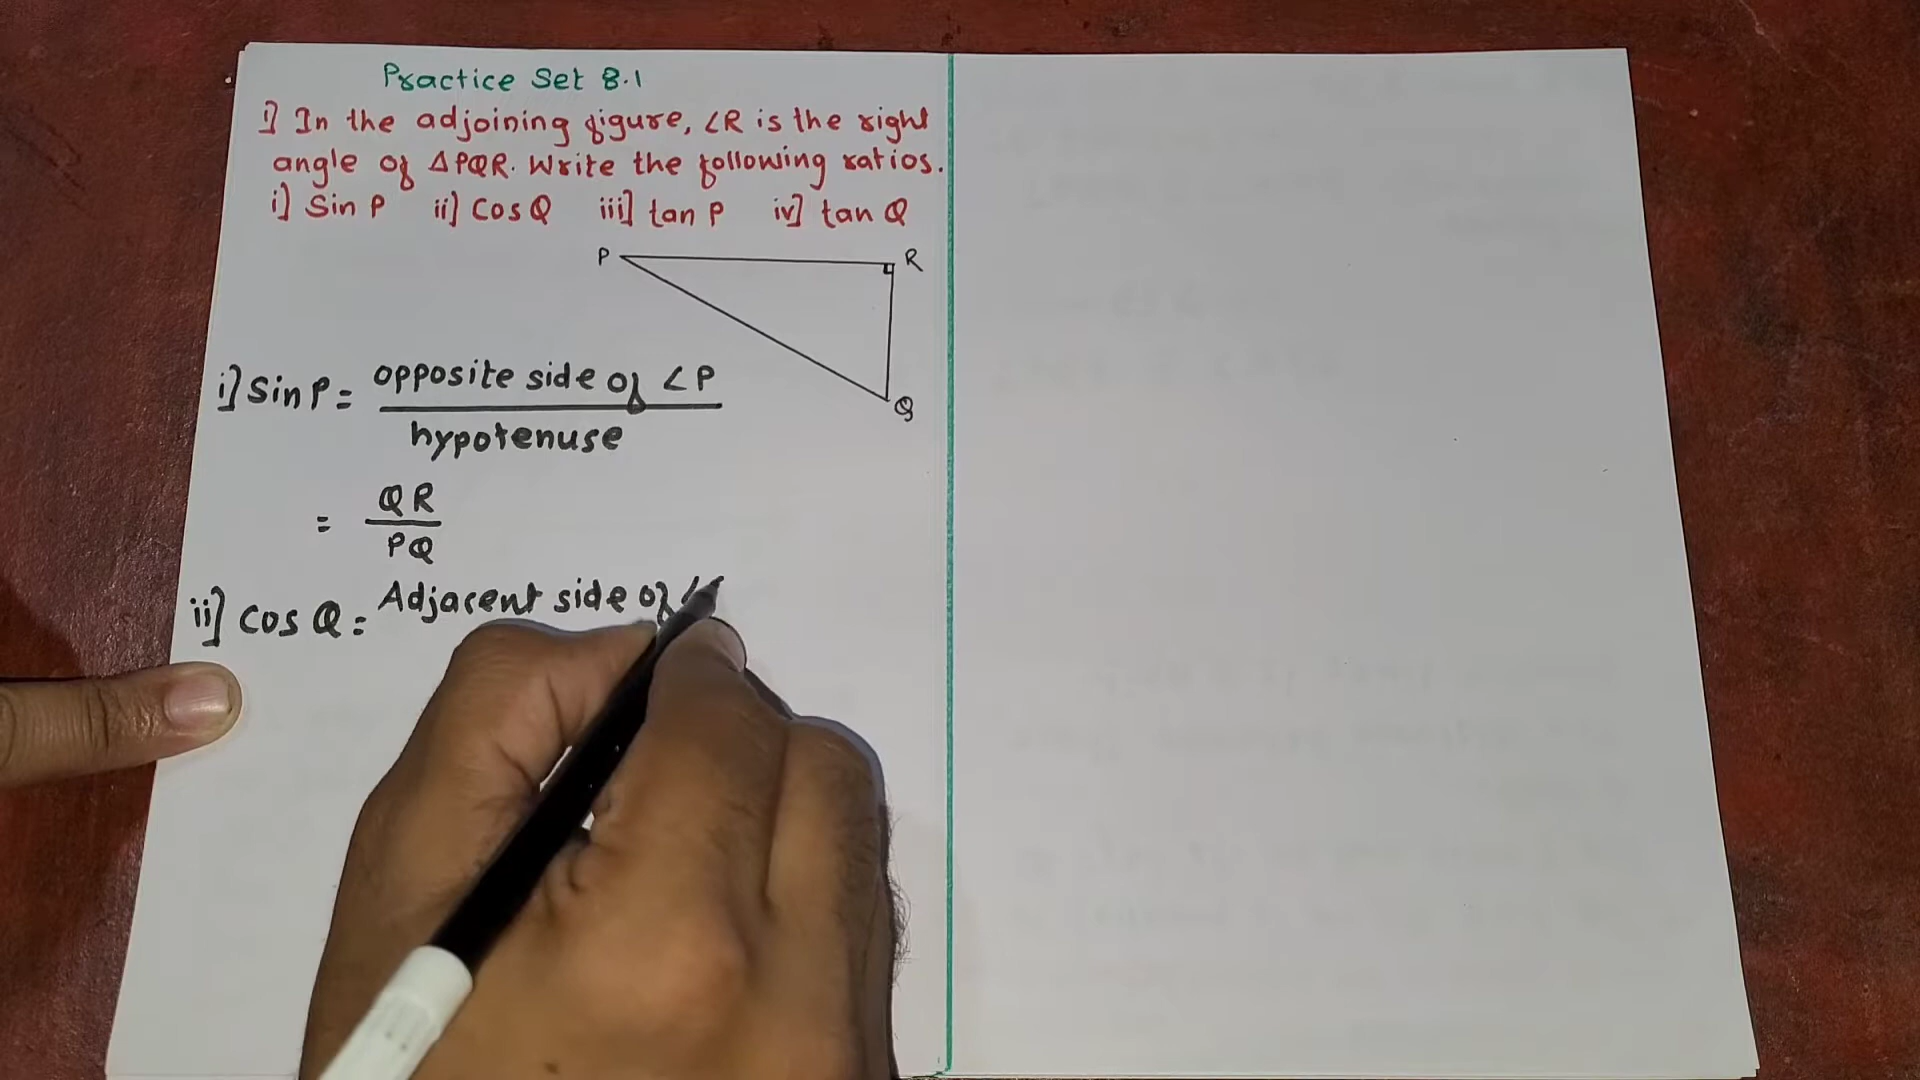 Practice Set 8.1
1] In the adjoining figure, ∠R is the right
angle of △PQR. Write the following ratios.
i] Sin P ii] Cos Q iii] tan P iv] tan Q
P R
Q
i] Sin P = opposite side of ∠P
hypotenuse
= QR
PQ
ii] Cos Q = Adjacent side of ∠